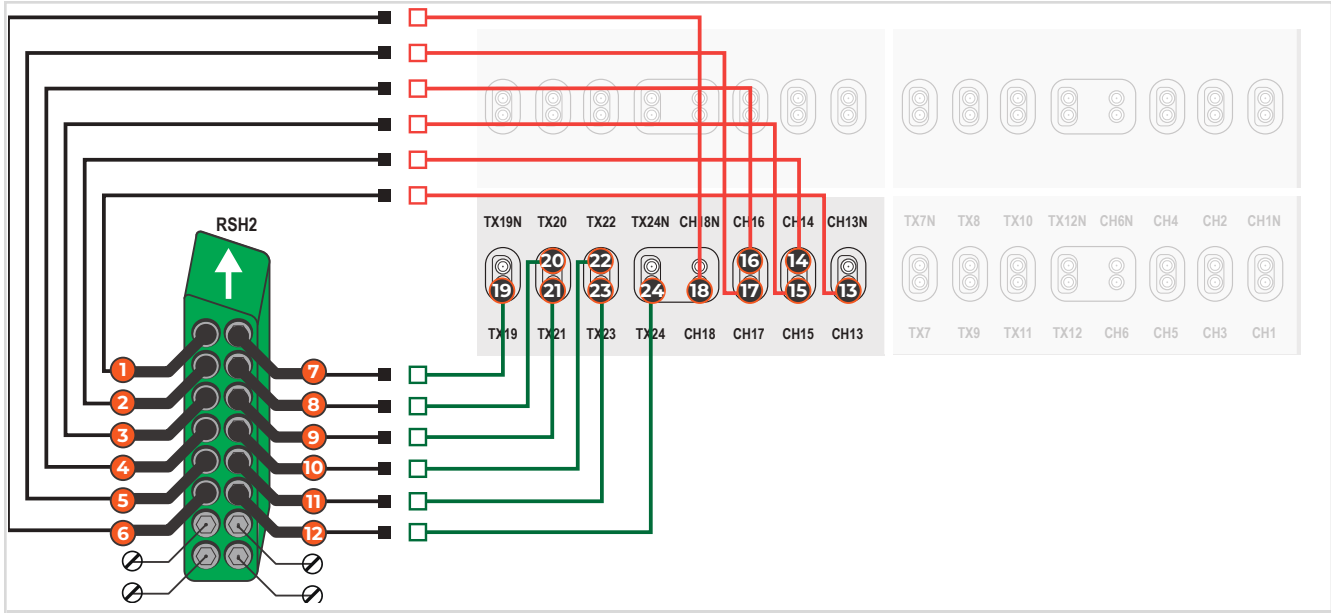 RSH2
TX19N TX20 TX22 TX24N CH18N CH16 CH14 CH13N
TX7N TX8 TX10 TX12N CH6N CH4 CH2 CH1N
20 22 16 14
19 21 23 24 18 17 15 13
TX19 TX21 TX23 TX24 CH18 CH17 CH15 CH13
TX7 TX9 TX11 TX12 CH6 CH5 CH3 CH1
1 7
2 8
3 9
4 10
5 11
6 12